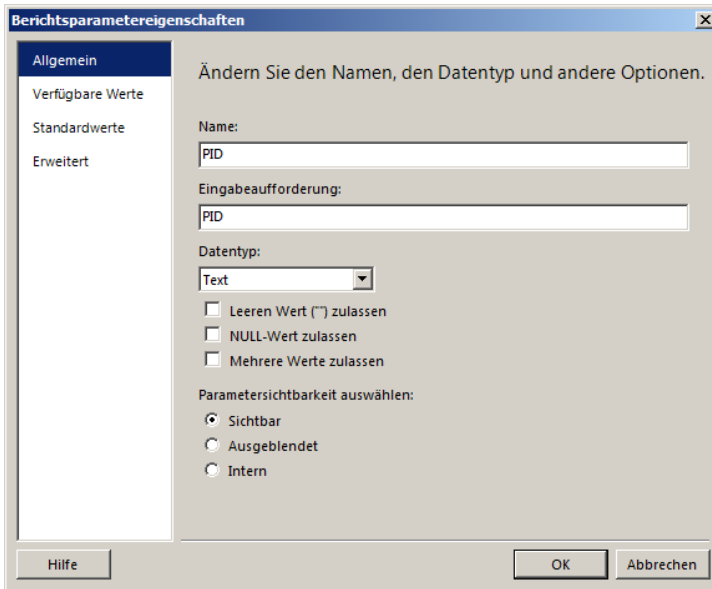 Berichtsparametereigenschaften
Allgemein
Verfügbare Werte
Standardwerte
Erweitert
Ändern Sie den Namen, den Datentyp und andere Optionen.
Name:
PID
Eingabeaufforderung:
PID
Datentyp:
Text
Leeren Wert ("") zulassen
NULL-Wert zulassen
Mehrere Werte zulassen
Parametersichtbarkeit auswählen:
Sichtbar
Ausgeblendet
Intern
Hilfe
OK
Abbrechen